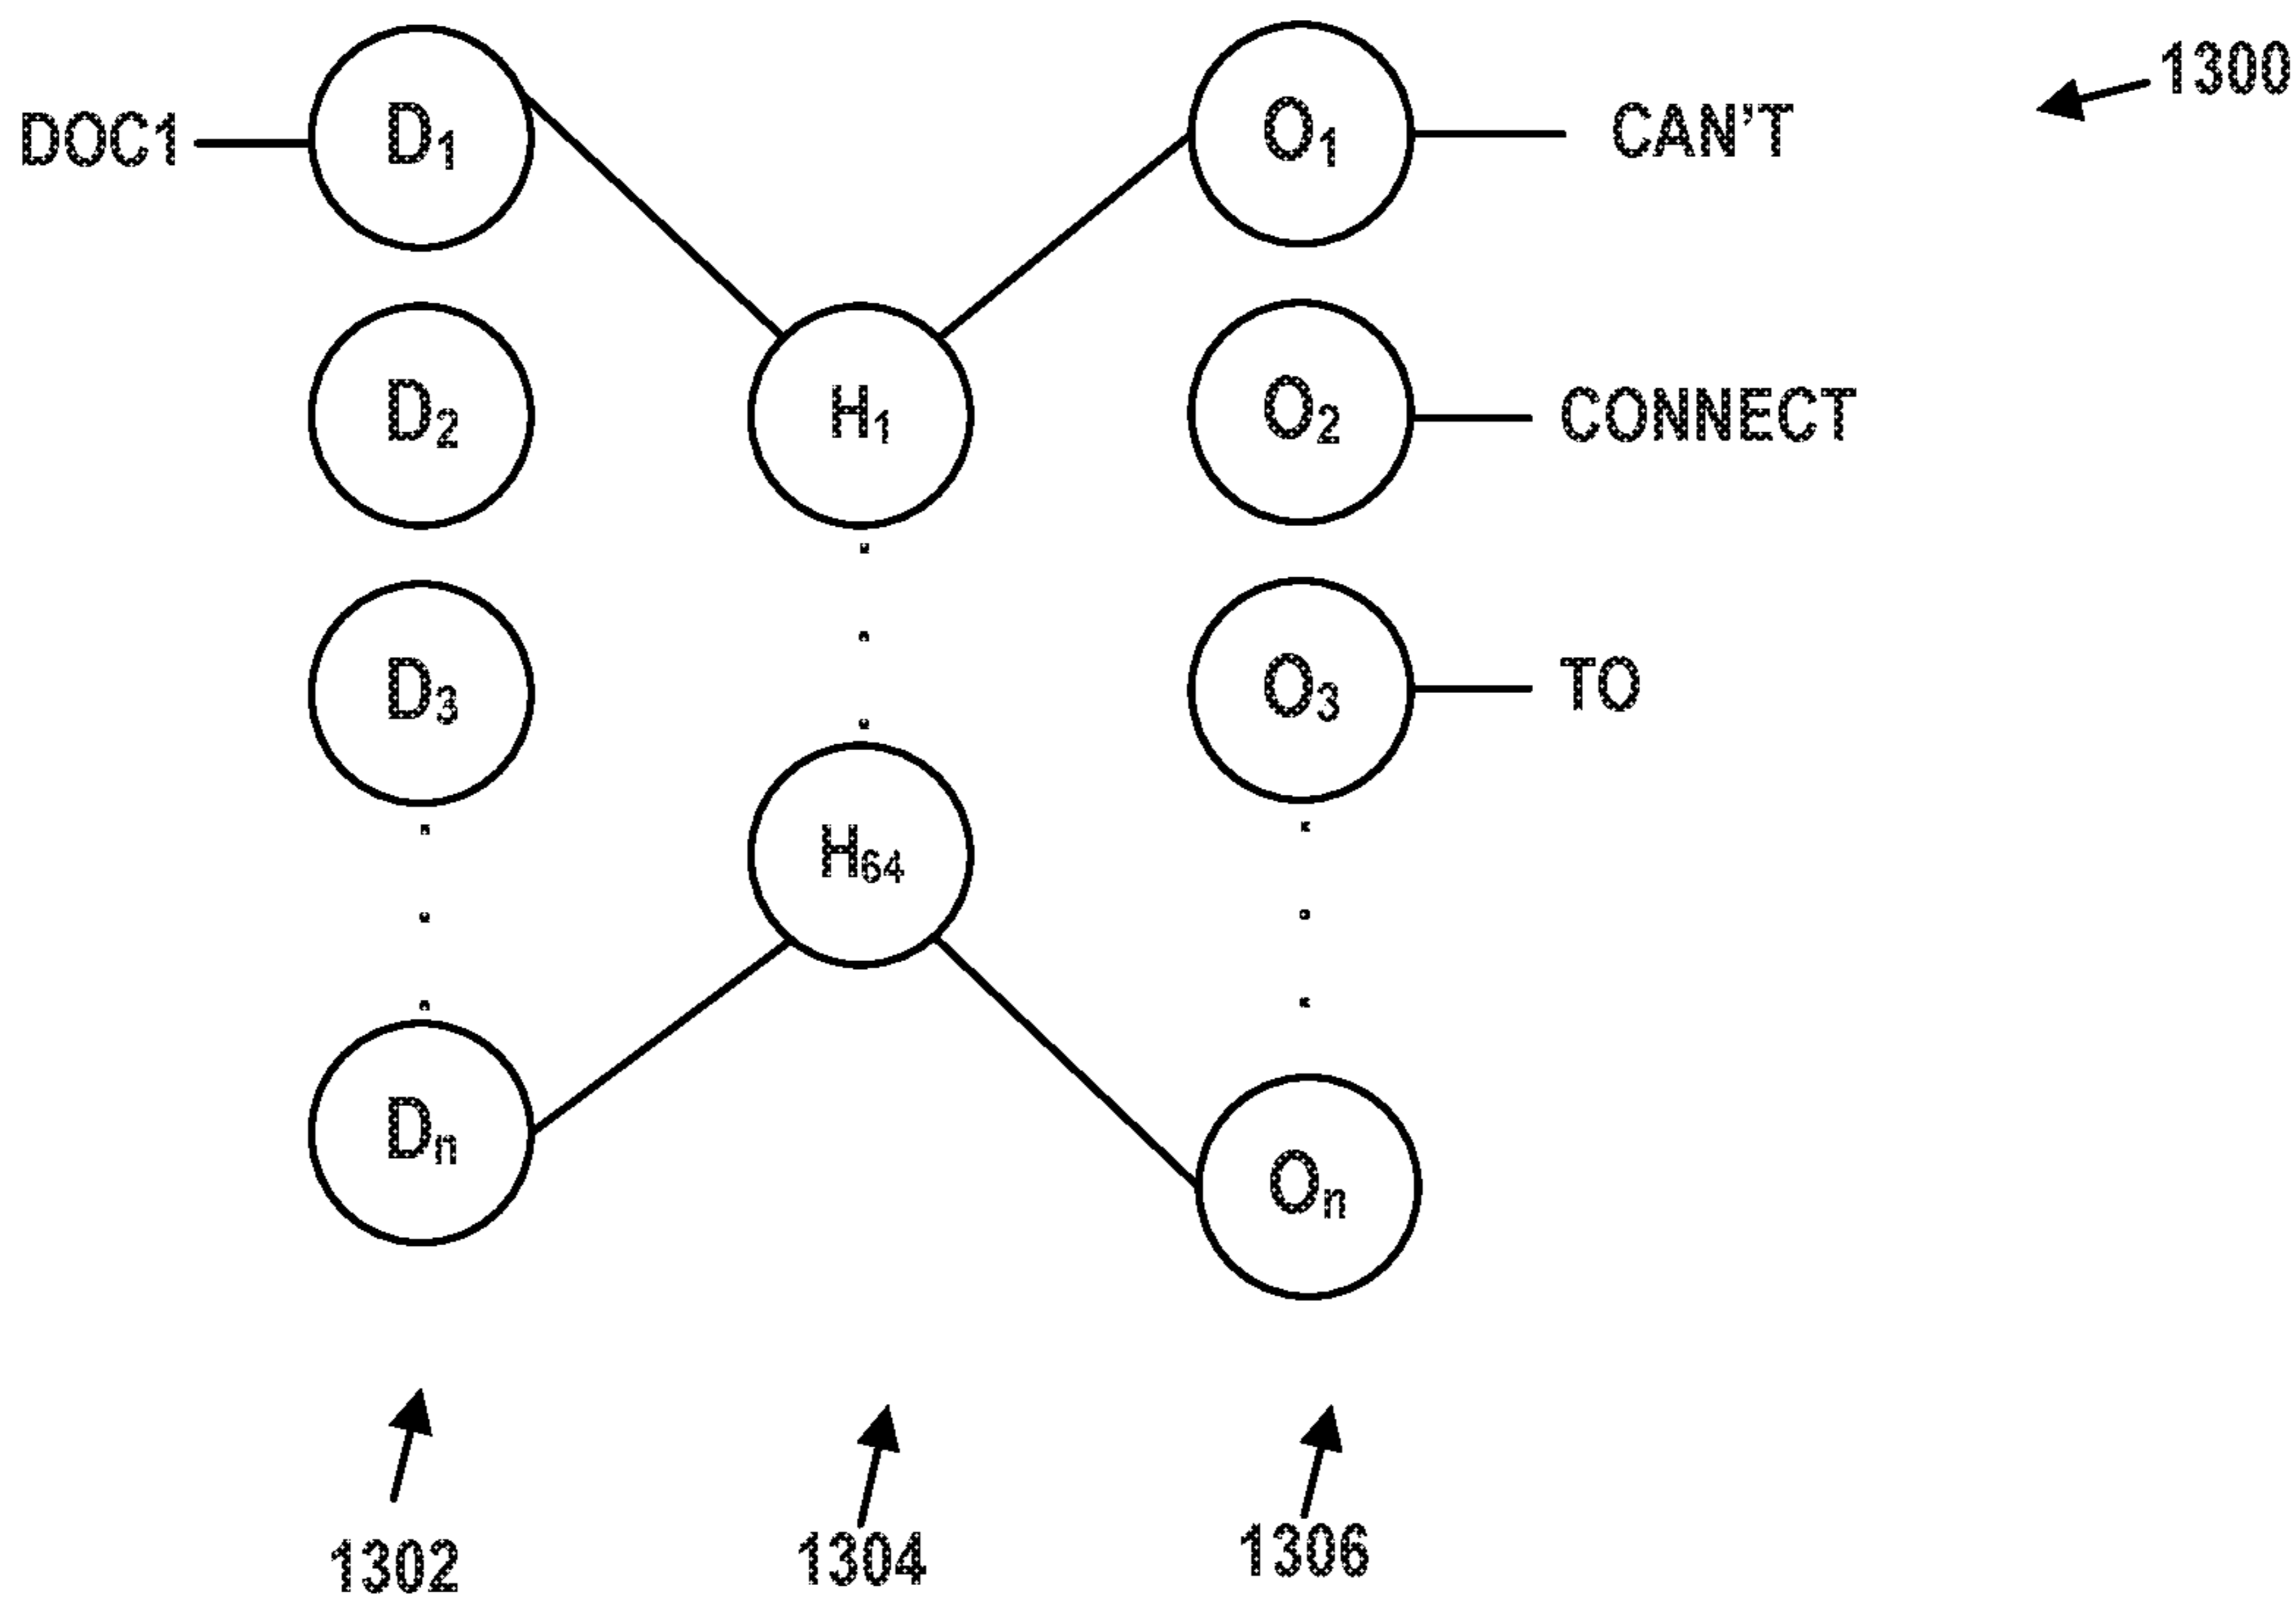 1300
DOC1 D1 O1 CAN'T
D2 H1 O2 CONNECT
D3 O3 TO
H64
Dn On
1302 1304 1306